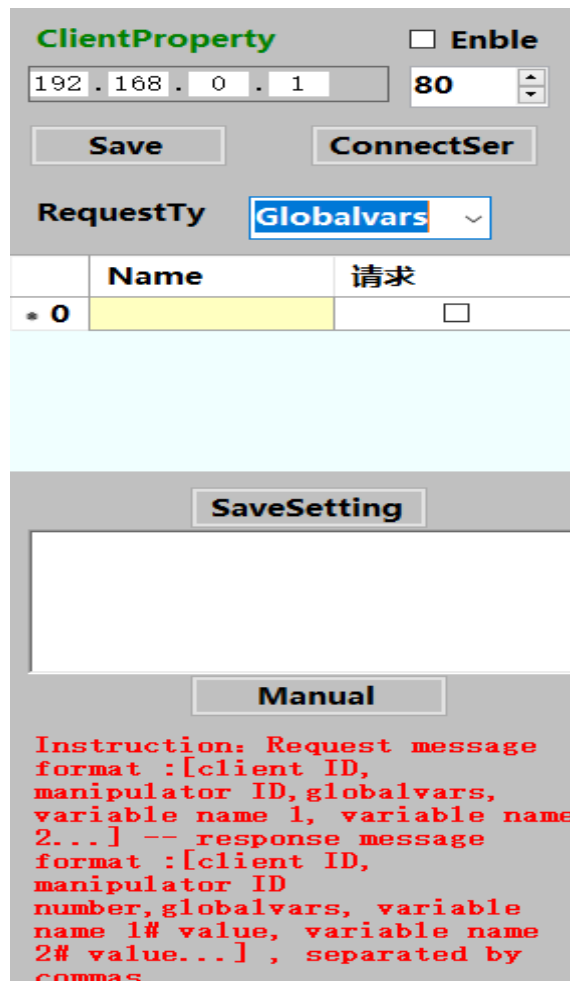 ClientProperty Enble
192 . 168 . 0 . 1 80
Save ConnectSer
RequestTy Globalvars
Name 请求
* 0
SaveSetting
Manual
Instruction: Request message
format :[client ID,
manipulator ID,globalvars,
variable name 1, variable name
2...] -- response message
format :[client ID,
manipulator ID
number,globalvars, variable
name 1# value, variable name
2# value...] , separated by
commas